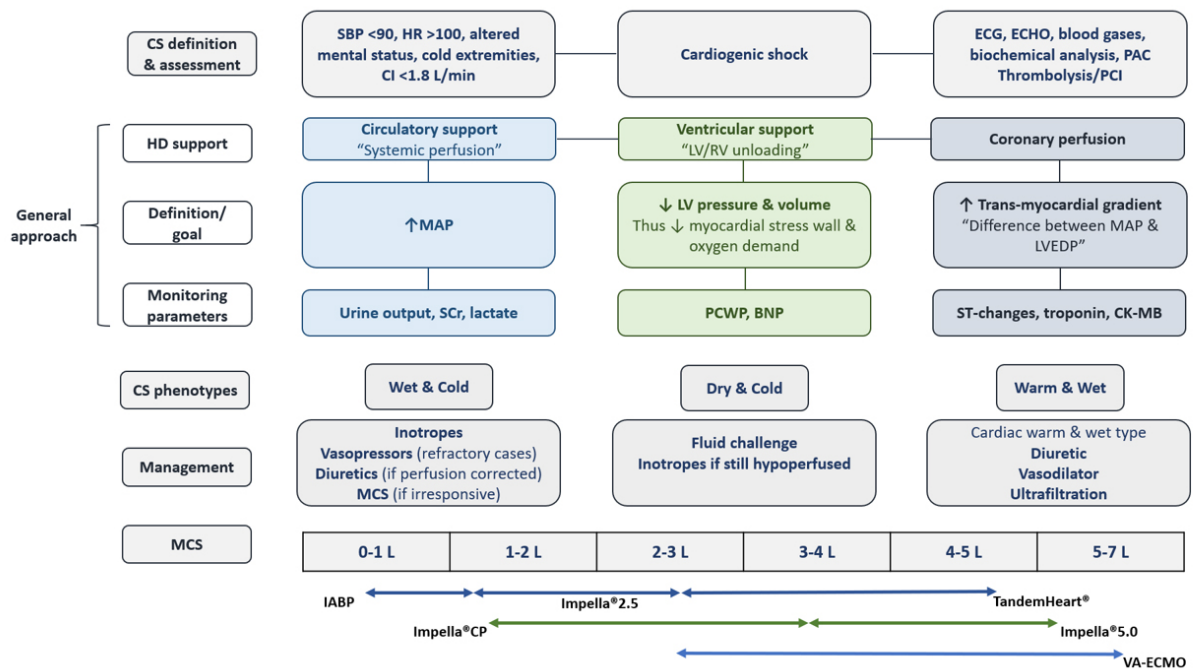 CS definition
& assessment
SBP <90, HR >100, altered
mental status, cold extremities,
CI <1.8 L/min
Cardiogenic shock
ECG, ECHO, blood gases,
biochemical analysis, PAC
Thrombolysis/PCI
General
approach
HD support
Circulatory support
“Systemic perfusion”
Ventricular support
“LV/RV unloading”
Coronary perfusion
Definition/
goal
↑MAP
↓ LV pressure & volume
Thus ↓ myocardial stress wall &
oxygen demand
↑ Trans-myocardial gradient
“Difference between MAP &
LVEDP”
Monitoring
parameters
Urine output, SCr, lactate
PCWP, BNP
ST-changes, troponin, CK-MB
CS phenotypes
Wet & Cold
Dry & Cold
Warm & Wet
Management
Inotropes
Vasopressors (refractory cases)
Diuretics (if perfusion corrected)
MCS (if irresponsive)
Fluid challenge
Inotropes if still hypoperfused
Cardiac warm & wet type
Diuretic
Vasodilator
Ultrafiltration
MCS
0-1 L
1-2 L
2-3 L
3-4 L
4-5 L
5-7 L
IABP
Impella®2.5
TandemHeart®
Impella®CP
Impella®5.0
VA-ECMO